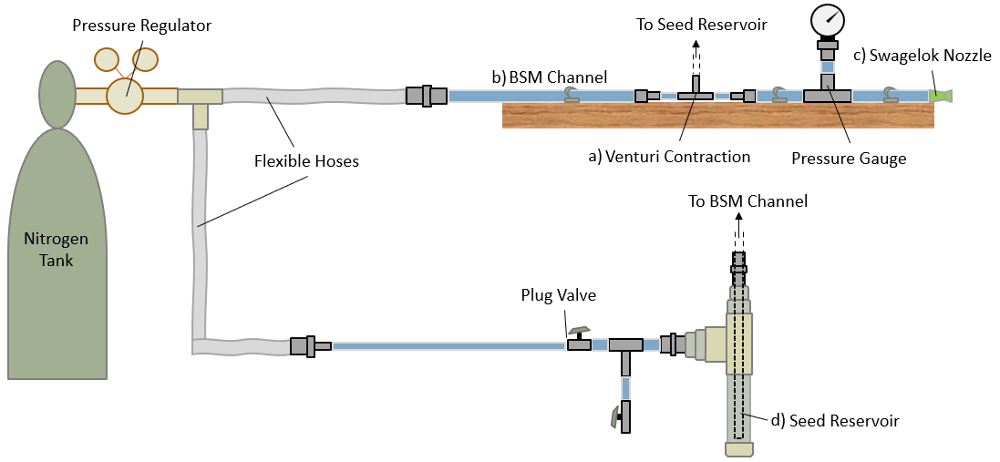 Pressure Regulator
To Seed Reservoir
c) Swagelok Nozzle
b) BSM Channel
Flexible Hoses
a) Venturi Contraction
Pressure Gauge
To BSM Channel
Nitrogen
Tank
Plug Valve
d) Seed Reservoir